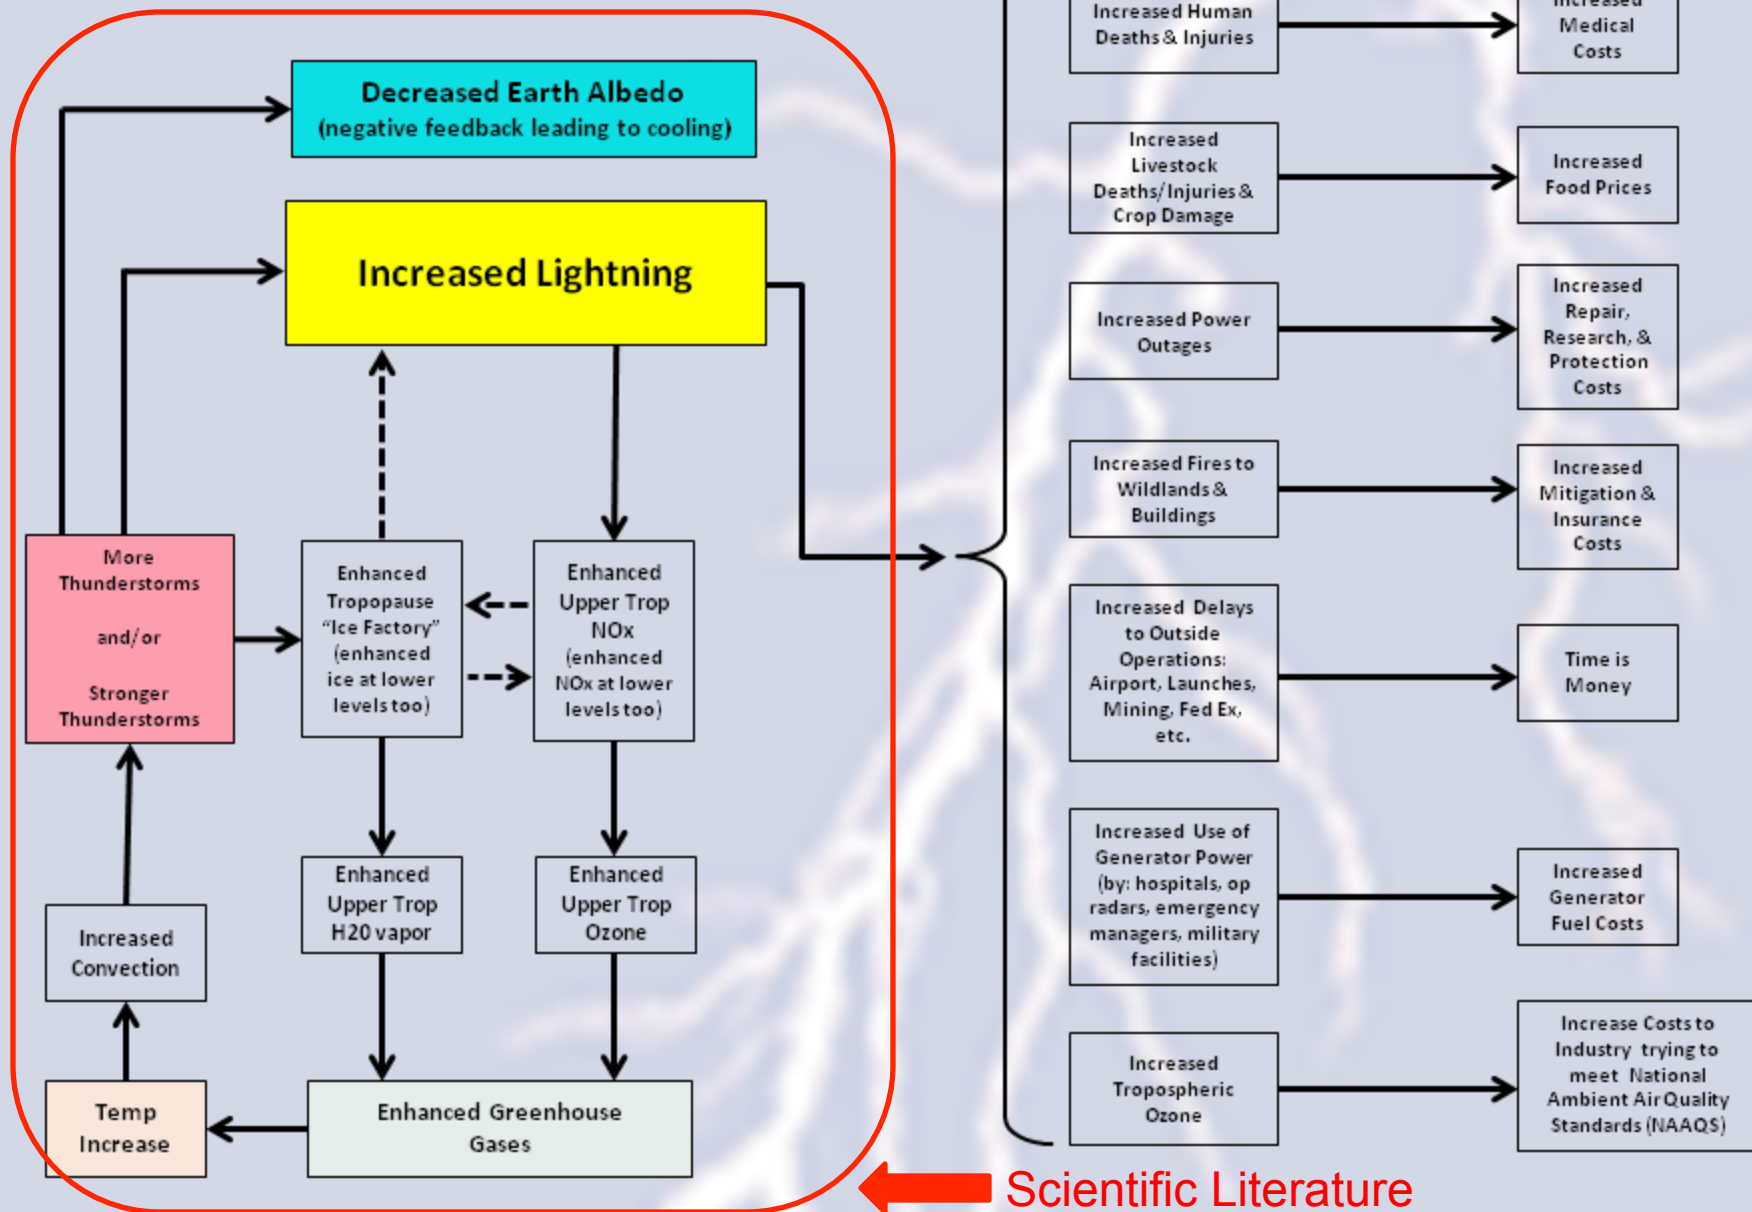 Decreased Earth Albedo
(negative feedback leading to cooling)
Increased Lightning
More
Thunderstorms
and/or
Stronger
Thunderstorms
Enhanced
Tropopause
“Ice Factory”
(enhanced
ice at lower
levels too)
Enhanced
Upper Trop
NOx
(enhanced
NOx at lower
levels too)
Increased
Convection
Enhanced
Upper Trop
H20 vapor
Enhanced
Upper Trop
Ozone
Temp
Increase
Enhanced Greenhouse
Gases
Increased Human
Deaths & Injuries
Increased
Medical
Costs
Increased
Livestock
Deaths/Injuries &
Crop Damage
Increased
Food Prices
Increased Power
Outages
Increased
Repair,
Research, &
Protection
Costs
Increased Fires to
Wildlands &
Buildings
Increased
Mitigation &
Insurance
Costs
Increased Delays
to Outside
Operations:
Airport, Launches,
Mining, Fed Ex,
etc.
Time is
Money
Increased Use of
Generator Power
(by: hospitals, op
radars, emergency
managers, military
facilities)
Increased
Generator
Fuel Costs
Increased
Tropospheric
Ozone
Increase Costs to
Industry trying to
meet National
Ambient Air Quality
Standards (NAAQS)
Scientific Literature